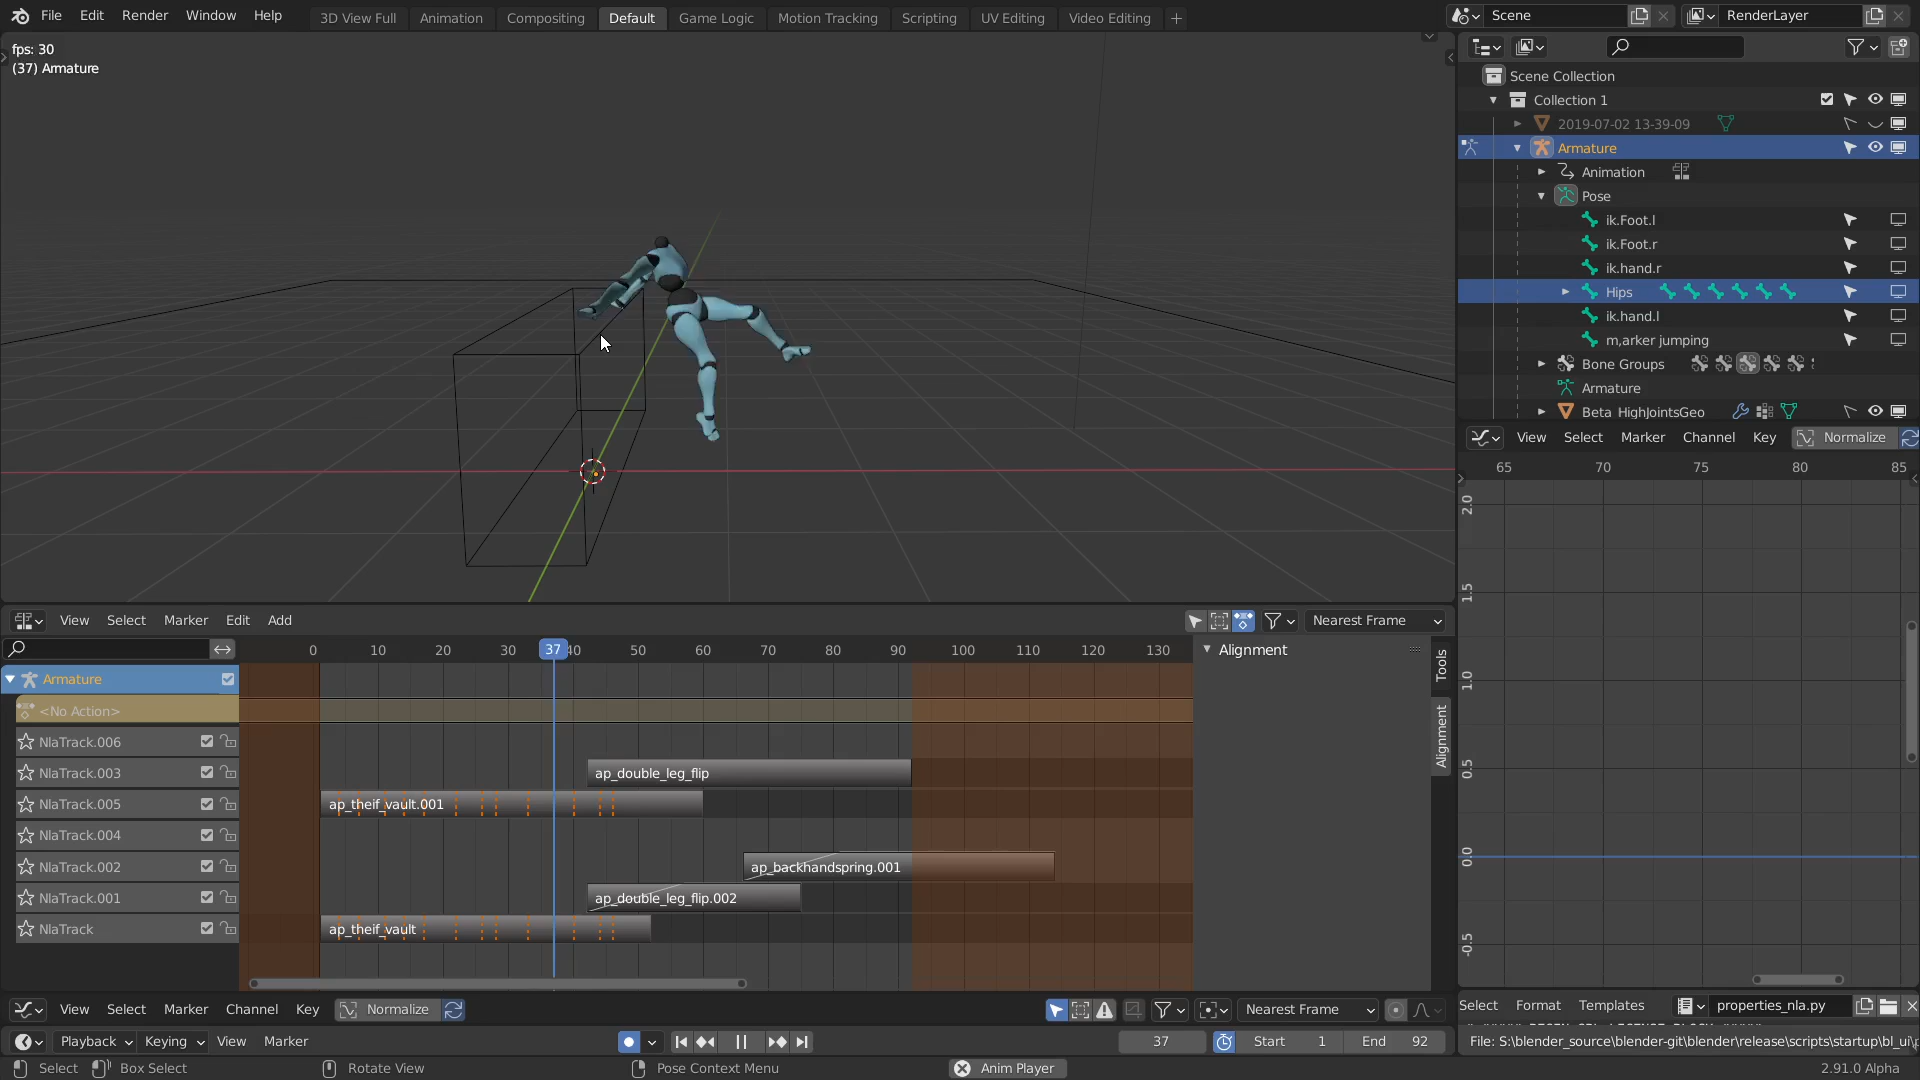 File Edit Render Window Help 3D View Full Animation Compositing Default Game Logic Motion Tracking Scripting UV Editing Video Editing Scene RenderLayer
fps: 30
(37) Armature
Scene Collection
Collection 1
2019-07-02 13-39-09
Armature
Animation
Pose
ik.Foot.l
ik.Foot.r
ik.hand.r
Hips
ik.hand.l
m,arker jumping
Bone Groups
Armature
Beta_HighJointsGeo
View Select Marker Channel Key Normalize
65 70 75 80 85
2.0
1.5
1.0
0.5
0.0
-0.5
View Select Marker Edit Add Nearest Frame
0 10 20 30 37 40 50 60 70 80 90 100 110 120 130
Alignment
Tools
Alignment
Armature
<No Action>
NlaTrack.006
NlaTrack.003 ap_double_leg_flip
NlaTrack.005 ap_theif_vault.001
NlaTrack.004
NlaTrack.002 ap_backhandspring.001
NlaTrack.001 ap_double_leg_flip.002
NlaTrack ap_theif_vault
View Select Marker Channel Key Normalize Nearest Frame
Select Format Templates properties_nla.py
Playback Keying View Marker 37 Start 1 End 92
File: S:\blender_source\blender-git\blender\release\scripts\startup\bl_ui\
Select Box Select Rotate View Pose Context Menu Anim Player 2.91.0 Alpha